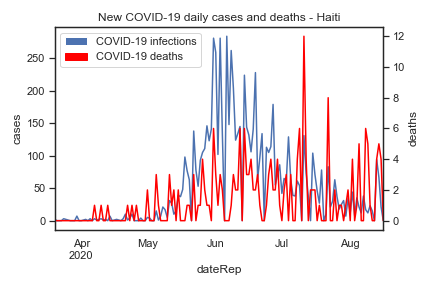 New COVID-19 daily cases and deaths - Haiti
COVID-19 infections
COVID-19 deaths
250
200
150
100
50
0
cases
12
10
8
6
4
2
0
deaths
Apr
2020
May
Jun
Jul
Aug
dateRep